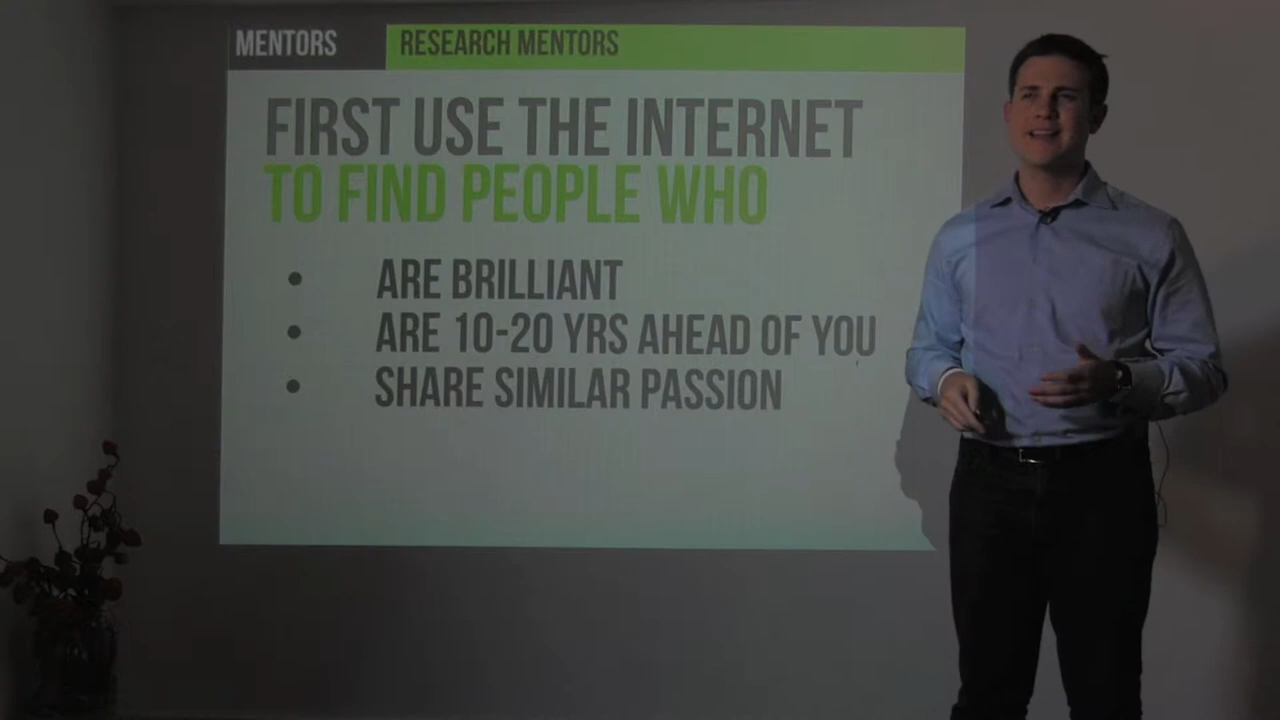 MENTORS RESEARCH MENTORS
FIRST USE THE INTERNET
TO FIND PEOPLE WHO
• ARE BRILLIANT
• ARE 10-20 YRS AHEAD OF YOU
• SHARE SIMILAR PASSION